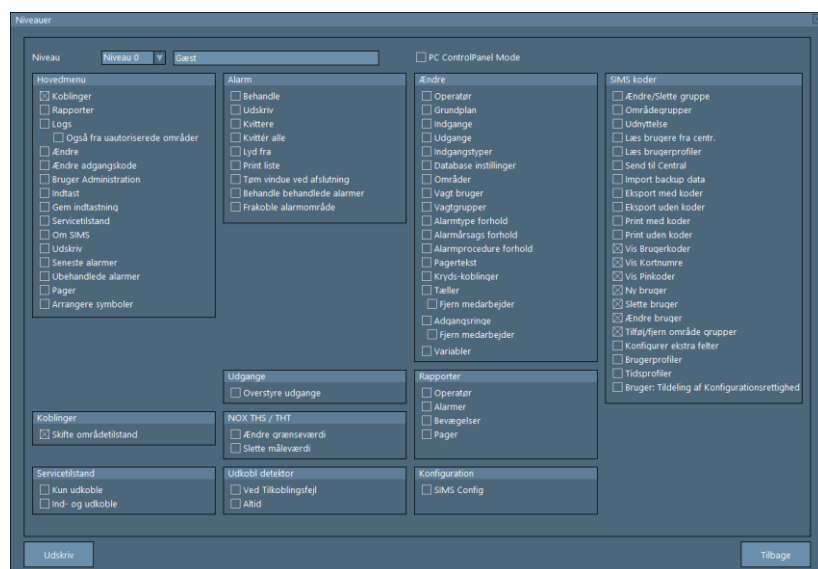 Niveauer
Niveau
Niveau 0
Gæst
PC ControlPanel Mode
Hovedmenu
Koblinger
Rapporter
Logs
Også fra uautoriserede områder
Ændre
Ændre adgangskode
Bruger Administration
Indtast
Gem indtastning
Servicetilstand
Om SIMS
Udskriv
Seneste alarmer
Ubehandlede alarmer
Pager
Arrangere symboler
Alarm
Behandle
Udskriv
Kvittere
Kvittér alle
Lyd fra
Print liste
Tøm vindue ved afslutning
Behandle behandlede alarmer
Frakoble alarmområde
Ændre
Operatør
Grundplan
Indgange
Udgange
Indgangstyper
Database instillinger
Områder
Vagt bruger
Vagtgrupper
Alarmtype forhold
Alarmårsags forhold
Alarmprocedure forhold
Pagertekst
Kryds-koblinger
Tæller
Fjern medarbejder
Adgangsringe
Fjern medarbejder
Variabler
SIMS koder
Ændre/Slette gruppe
Områdegrupper
Udnyttelse
Læs brugere fra centr.
Læs brugerprofiler
Send til Central
Import backup data
Eksport med koder
Eksport uden koder
Print med koder
Print uden koder
Vis Brugerkoder
Vis Kortnumre
Vis Pinkoder
Ny bruger
Slette bruger
Ændre bruger
Tilføj/fjern område grupper
Konfigurer ekstra felter
Brugerprofiler
Tidsprofiler
Bruger: Tildeling af Konfigurationsrettighed
Udgange
Overstyre udgange
Rapporter
Operatør
Alarmer
Bevægelser
Pager
Koblinger
Skifte områdetilstand
NOX THS / THT
Ændre grænseværdi
Slette måleværdi
Servicetilstand
Kun udkoble
Ind- og udkoble
Udkobl detektor
Ved Tilkoblingsfejl
Altid
Konfiguration
SIMS Config
Udskriv
Tilbage